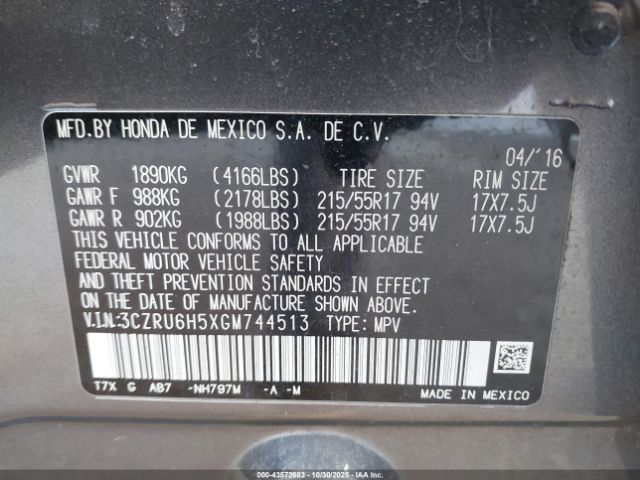 MFD.BY HONDA DE MEXICO S.A. DE C.V.
04/'16
GVWR 1890KG (4166LBS) TIRE SIZE RIM SIZE
GAWR F 988KG (2178LBS) 215/55R17 94V 17X7.5J
GAWR R 902KG (1988LBS) 215/55R17 94V 17X7.5J
THIS VEHICLE CONFORMS TO ALL APPLICABLE
FEDERAL MOTOR VEHICLE SAFETY
AND THEFT PREVENTION STANDARDS IN EFFECT
ON THE DATE OF MANUFACTURE SHOWN ABOVE.
V.I.N:3CZRU6H5XGM744513 TYPE: MPV
T7X G AB7 -NH797M -A -M
MADE IN MEXICO
000-43572683 - 10/30/2025 - COPYRIGHT IAA, LLC.